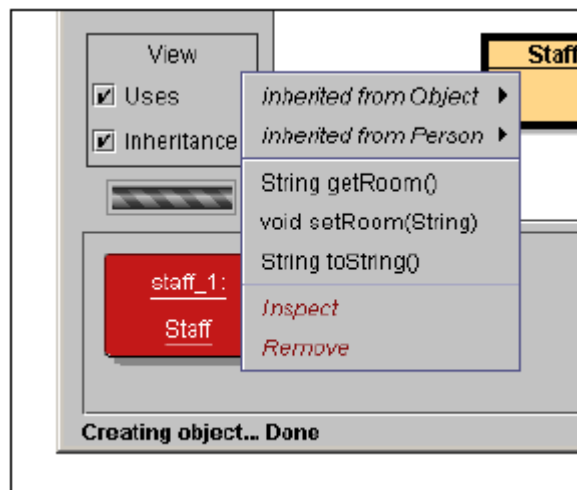 View
Staff
Uses
Inheritance
inherited from Object
inherited from Person
String getRoom()
void setRoom(String)
String toString()
staff_1:
Staff
Inspect
Remove
Creating object... Done